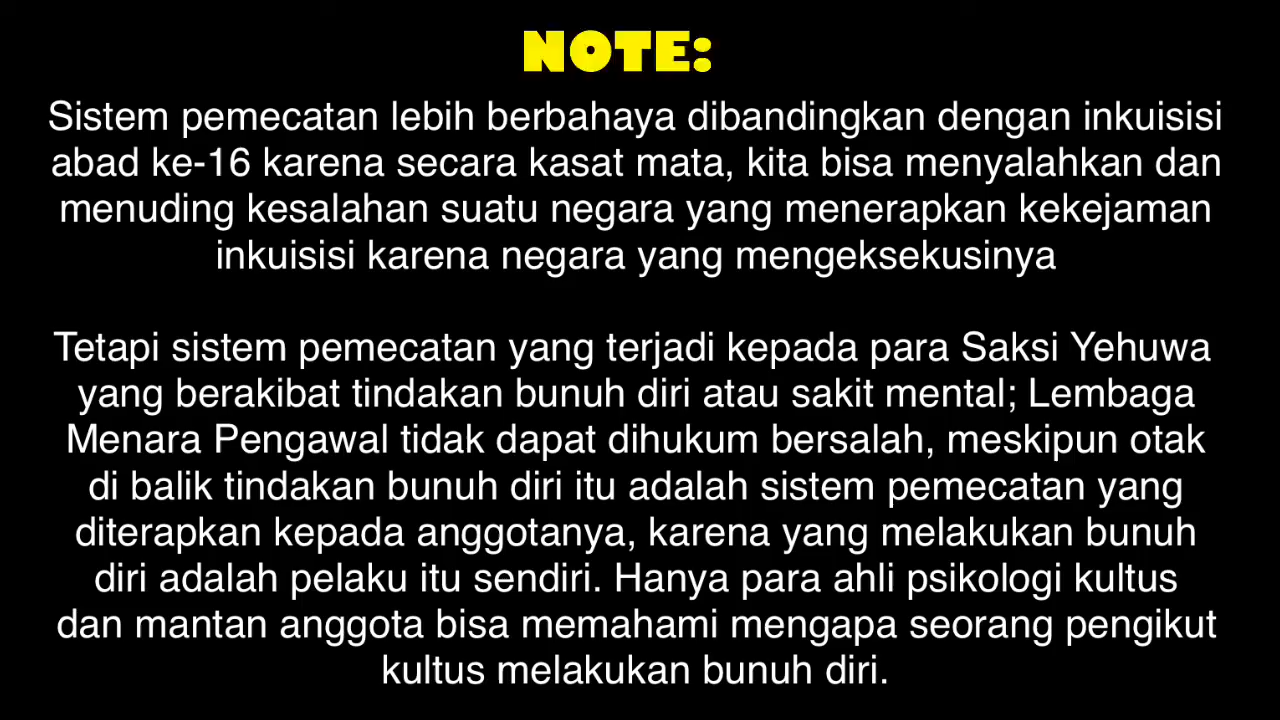 NOTE:
Sistem pemecatan lebih berbahaya dibandingkan dengan inkuisisi
abad ke-16 karena secara kasat mata, kita bisa menyalahkan dan
menuding kesalahan suatu negara yang menerapkan kekejaman
inkuisisi karena negara yang mengeksekusinya
Tetapi sistem pemecatan yang terjadi kepada para Saksi Yehuwa
yang berakibat tindakan bunuh diri atau sakit mental; Lembaga
Menara Pengawal tidak dapat dihukum bersalah, meskipun otak
di balik tindakan bunuh diri itu adalah sistem pemecatan yang
diterapkan kepada anggotanya, karena yang melakukan bunuh
diri adalah pelaku itu sendiri. Hanya para ahli psikologi kultus
dan mantan anggota bisa memahami mengapa seorang pengikut
kultus melakukan bunuh diri.